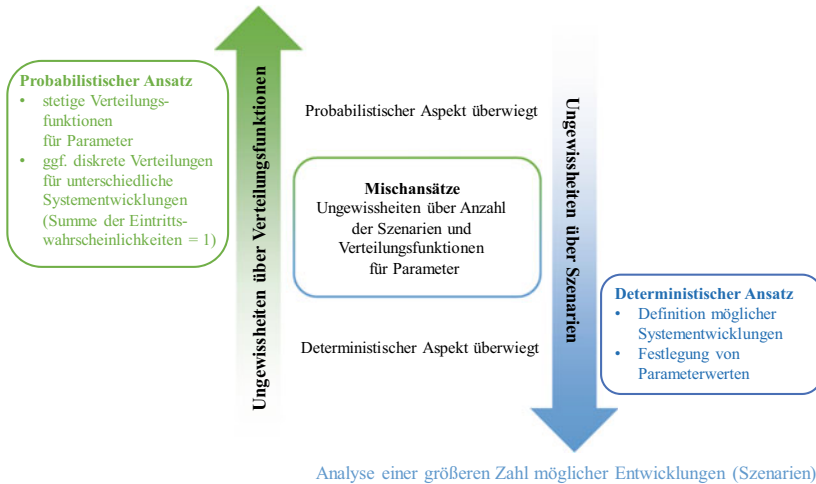 Probabilistischer Ansatz
• stetige Verteilungs-
funktionen
für Parameter
• ggf. diskrete Verteilungen
für unterschiedliche
Systementwicklungen
(Summe der Eintritts-
wahrscheinlichkeiten = 1)
Ungewissheiten über Verteilungsfunktionen
Probabilistischer Aspekt überwiegt
Mischansätze
Ungewissheiten über Anzahl
der Szenarien und
Verteilungsfunktionen
für Parameter
Deterministischer Aspekt überwiegt
Ungewissheiten über Szenarien
Deterministischer Ansatz
• Definition möglicher
Systementwicklungen
• Festlegung von
Parameterwerten
Analyse einer größeren Zahl möglicher Entwicklungen (Szenarien)